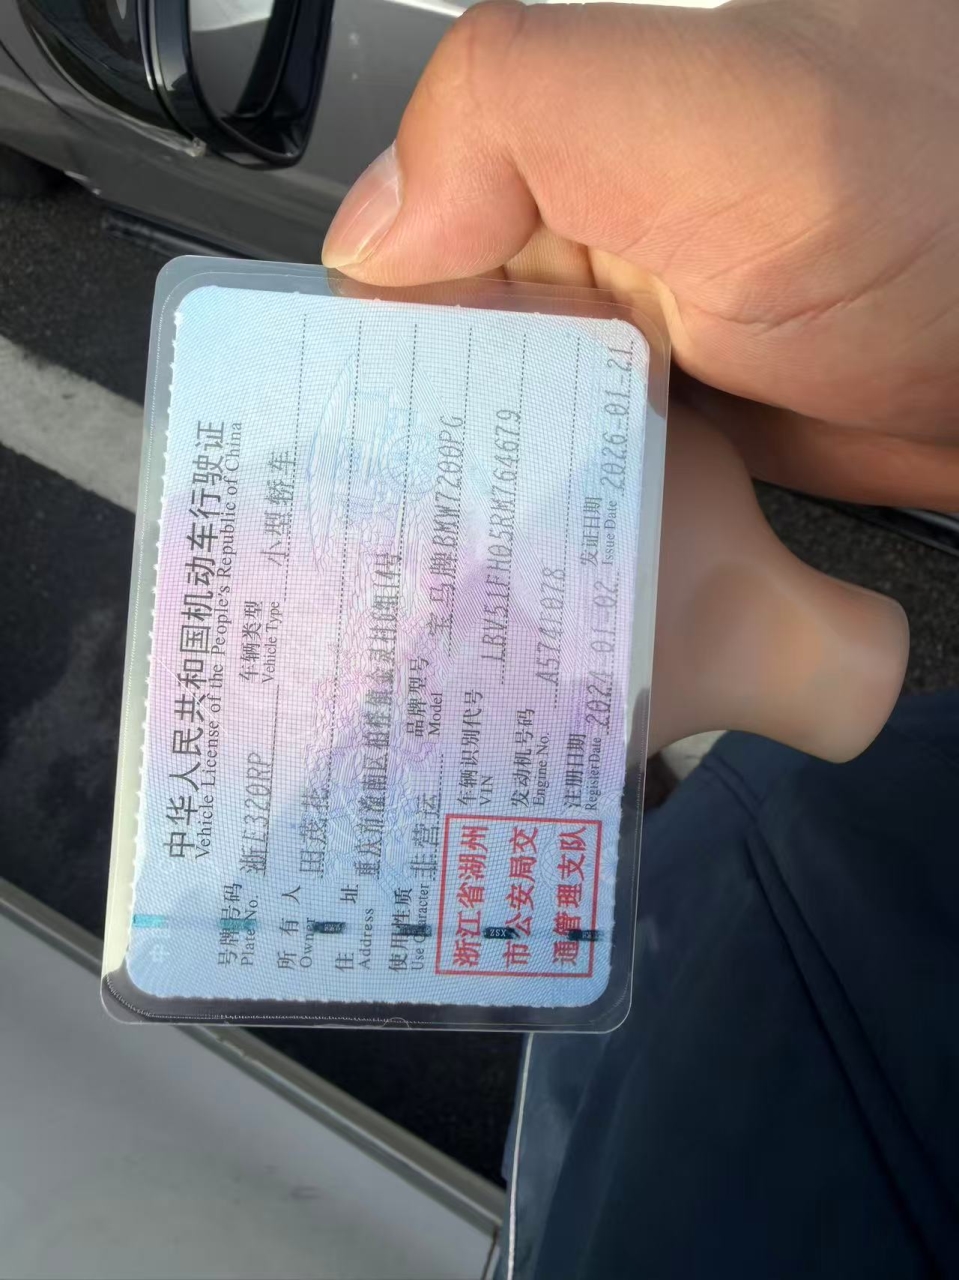 中华人民共和国机动车行驶证
Vehicle License of the People's Republic of China
号牌号码 浙E320RP 车辆类型 小型轿车
Plate No. Vehicle Type
所有人 田茂
Owner
住址 重庆市潼南区柏梓镇
Address
使用性质 非营运 品牌型号 宝马牌BMW7200PG
Use Character Model
车辆识别代号 LBV51FH05RM764679
VIN
发动机号码 A5741078
Engine No.
注册日期 2024-01-02 发证日期 2026-01-21
Register Date Issue Date
浙江省湖州
市公安局交
通管理支队